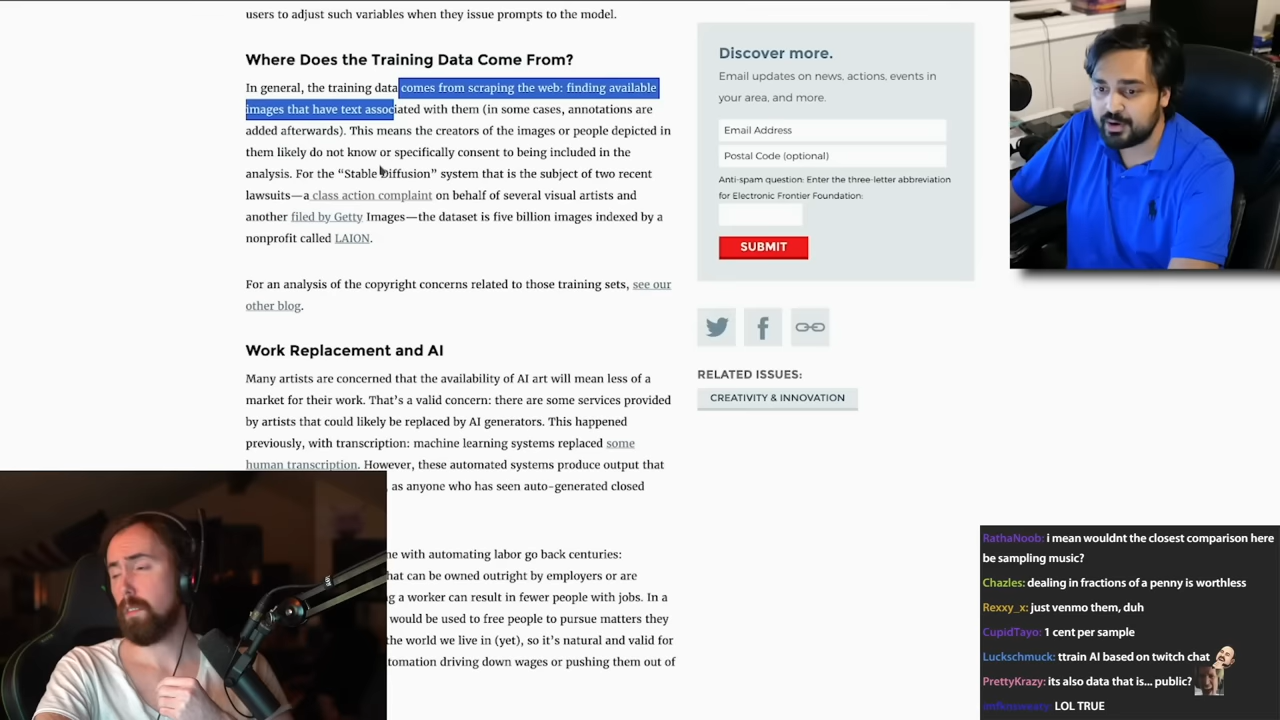 users to adjust such variables when they issue prompts to the model.
Where Does the Training Data Come From?
In general, the training data comes from scraping the web: finding available
images that have text associated with them (in some cases, annotations are
added afterwards). This means the creators of the images or people depicted in
them likely do not know or specifically consent to being included in the
analysis. For the “Stable Diffusion” system that is the subject of two recent
lawsuits—a class action complaint on behalf of several visual artists and
another filed by Getty Images—the dataset is five billion images indexed by a
nonprofit called LAION.
For an analysis of the copyright concerns related to those training sets, see our
other blog.
Work Replacement and AI
Many artists are concerned that the availability of AI art will mean less of a
market for their work. That’s a valid concern: there are some services provided
by artists that could likely be replaced by AI generators. This happened
previously, with transcription: machine learning systems replaced some
human transcription. However, these automated systems produce output that
as anyone who has seen auto-generated closed
with automating labor go back centuries:
that can be owned outright by employers or are
a worker can result in fewer people with jobs. In a
would be used to free people to pursue matters they
the world we live in (yet), so it’s natural and valid for
driving down wages or pushing them out of
Discover more.
Email updates on news, actions, events in
your area, and more.
Email Address
Postal Code (optional)
Anti-spam question: Enter the three-letter abbreviation
for Electronic Frontier Foundation:
SUBMIT
RELATED ISSUES:
CREATIVITY & INNOVATION
RathaNoob: i mean wouldnt the closest comparison here
be sampling music?
Chazles: dealing in fractions of a penny is worthless
Rexxy_x: just venmo them, duh
CupidTayo: 1 cent per sample
Luckschmuck: ttrain AI based on twitch chat
PrettyKrazy: its also data that is... public?
LOL TRUE